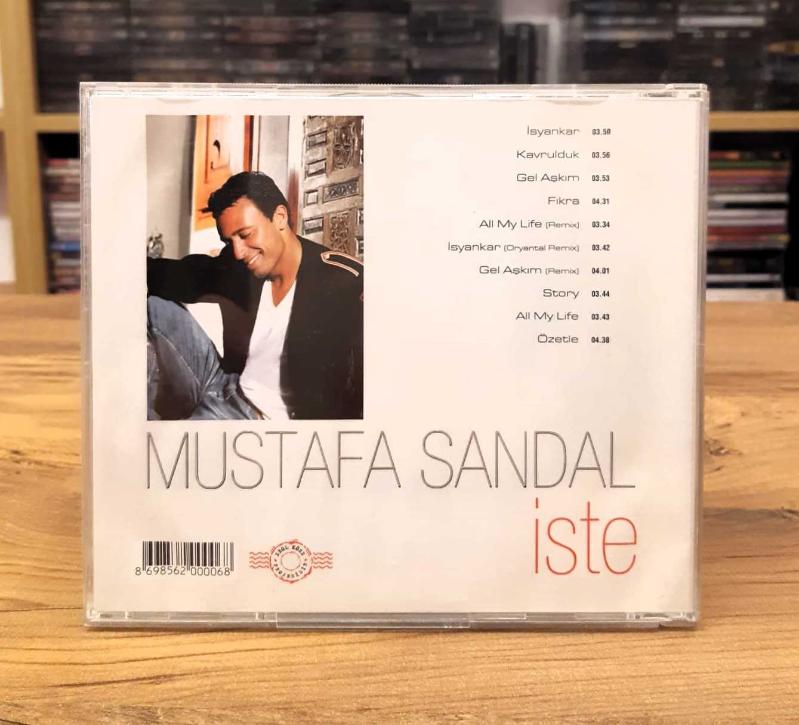 İsyankar 03.50
Kavrulduk 03.56
Gel Aşkım 03.53
Fıkra 04.31
All My Life (Remix) 03.34
İsyankar (Oryantal Remix) 03.42
Gel Aşkım (Remix) 04.01
Story 03.44
All My Life 03.43
Özetle 04.38
MUSTAFA SANDAL
iste
8 698562 000068